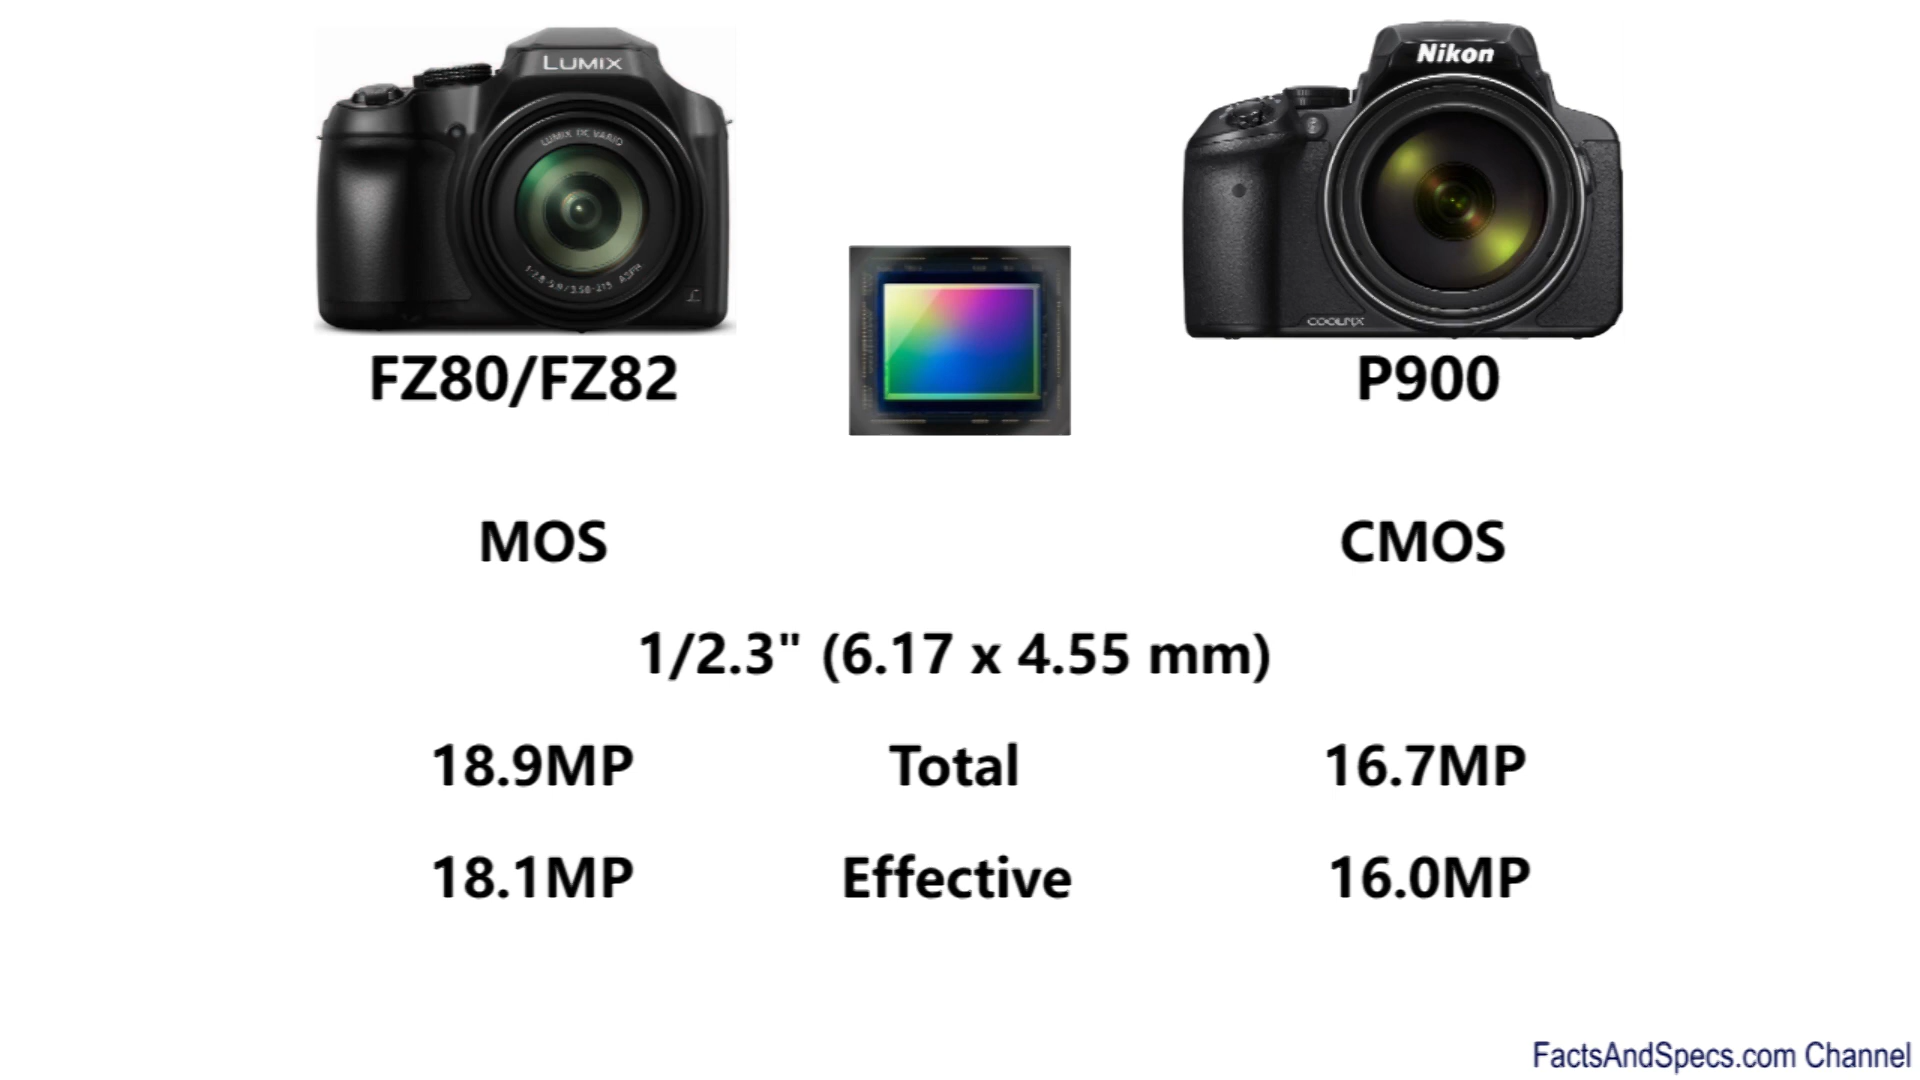 LUMIX
LUMIX DC VARIO
Nikon
COOLPIX
FZ80/FZ82
P900
MOS
CMOS
1/2.3" (6.17 x 4.55 mm)
18.9MP Total 16.7MP
18.1MP Effective 16.0MP
FactsAndSpecs.com Channel